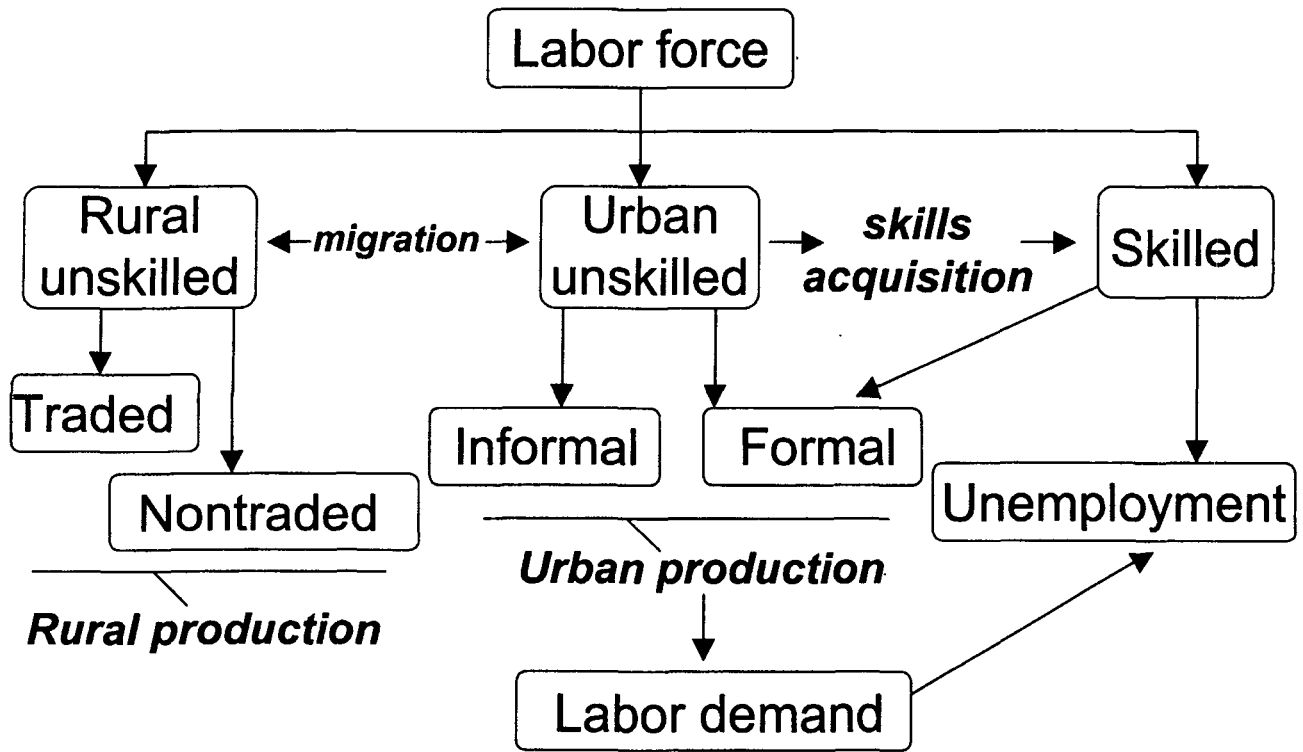 Labor force
Rural
unskilled
migration
Urban
unskilled
skills
acquisition
Skilled
Traded
Informal
Formal
Nontraded
Unemployment
Urban production
Rural production
Labor demand